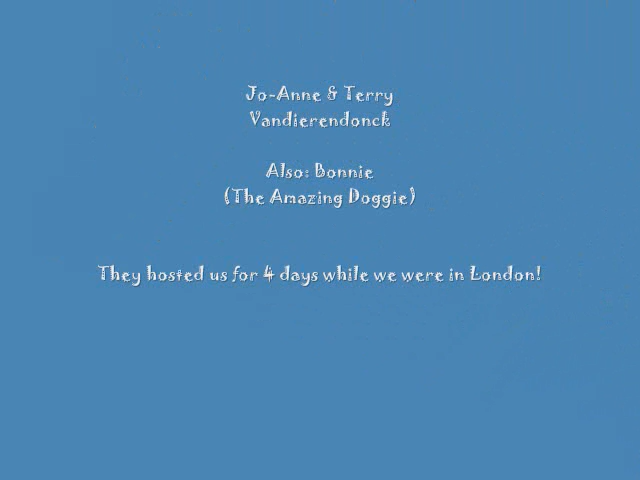 Jo-Anne & Terry
Vandierendonck
Also: Bonnie
(The Amazing Doggie)
They hosted us for 4 days while we were in London!